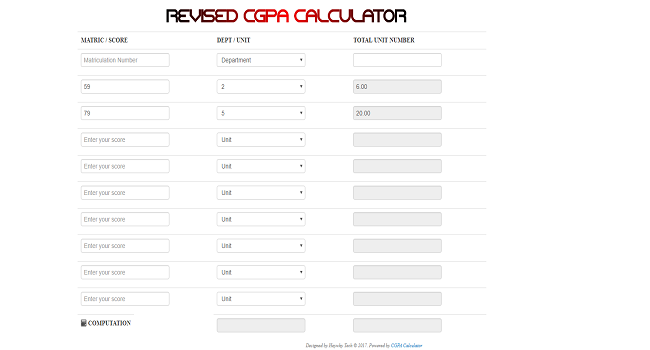 REVISED CGPA CALCULATOR
MATRIC / SCORE DEPT / UNIT TOTAL UNIT NUMBER
Matriculation Number Department
59 2 6.00
79 5 20.00
Enter your score Unit
Enter your score Unit
Enter your score Unit
Enter your score Unit
Enter your score Unit
Enter your score Unit
Enter your score Unit
COMPUTATION
Designed by Tech © 2017. Powered by CGPA Calculator